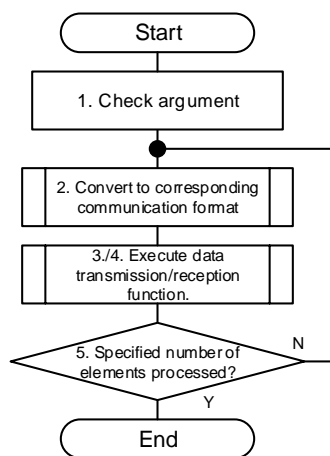 Start
1. Check argument
2. Convert to corresponding
communication format
3./4. Execute data
transmission/reception
function.
5. Specified number of
elements processed?
N
Y
End